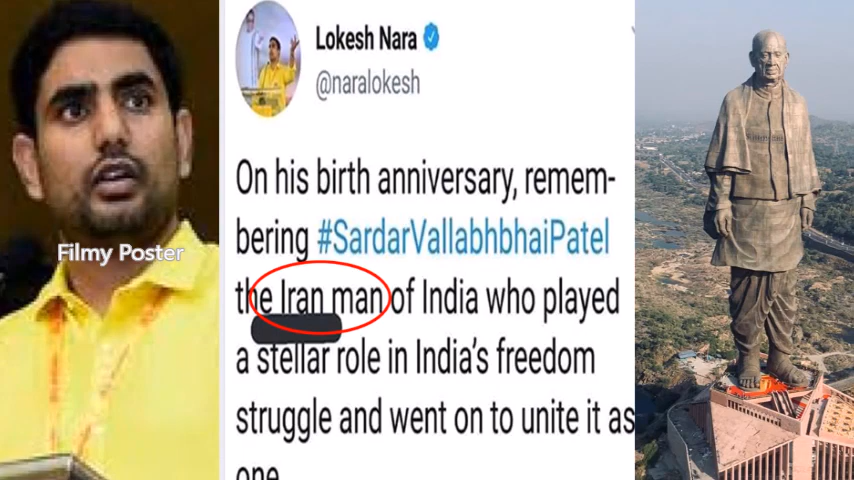 Filmy Poster
Lokesh Nara
@naralokesh
On his birth anniversary, remem-
bering #SardarVallabhbhaiPatel
the Iran man of India who played
a stellar role in India's freedom
struggle and went on to unite it as
one